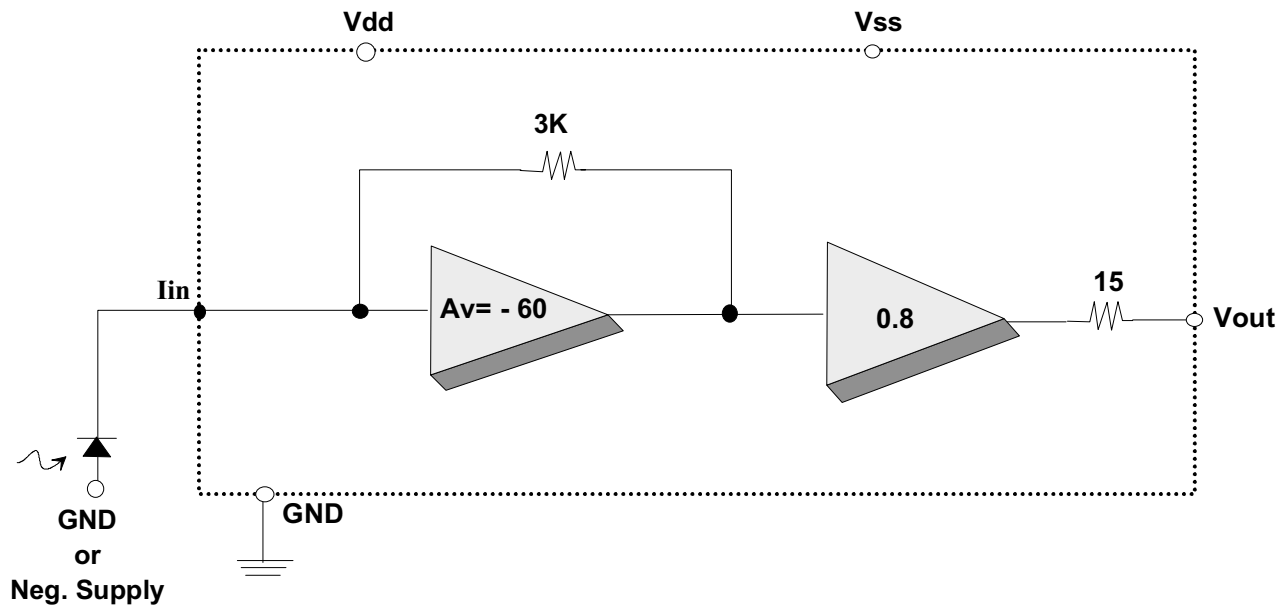 Vdd
Vss
3K
Iin
Av= - 60
0.8
15
Vout
GND
GND
or
Neg. Supply